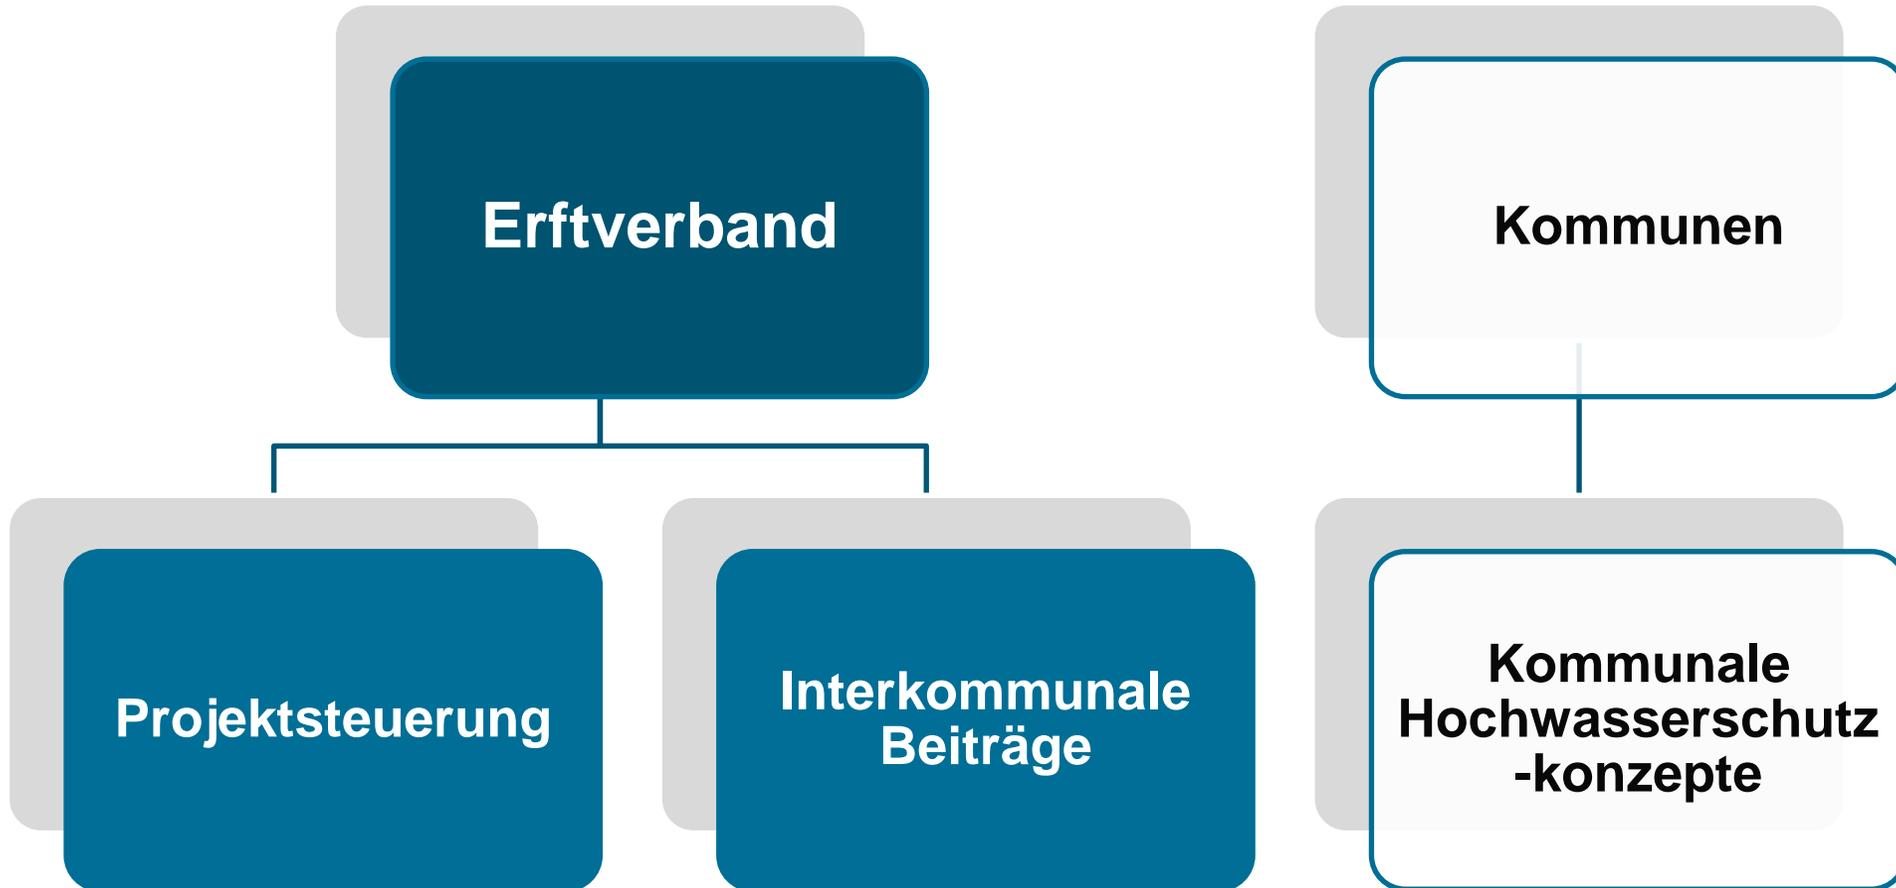 Erftverband
Kommunen
Projektsteuerung
Interkommunale
Beiträge
Kommunale
Hochwasserschutz
-konzepte